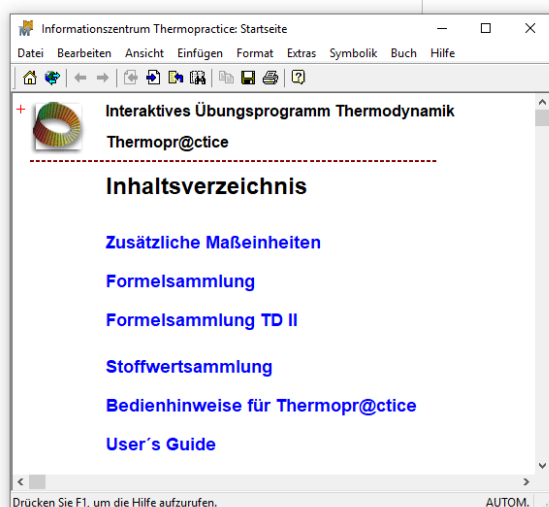 Informationszentrum Thermopractice: Startseite
Datei Bearbeiten Ansicht Einfügen Format Extras Symbolik Buch Hilfe
Interaktives Übungsprogramm Thermodynamik
Thermopr@ctice
Inhaltsverzeichnis
Zusätzliche Maßeinheiten
Formelsammlung
Formelsammlung TD II
Stoffwertsammlung
Bedienhinweise für Thermopr@ctice
User´s Guide
Drücken Sie F1, um die Hilfe aufzurufen. AUTOM.